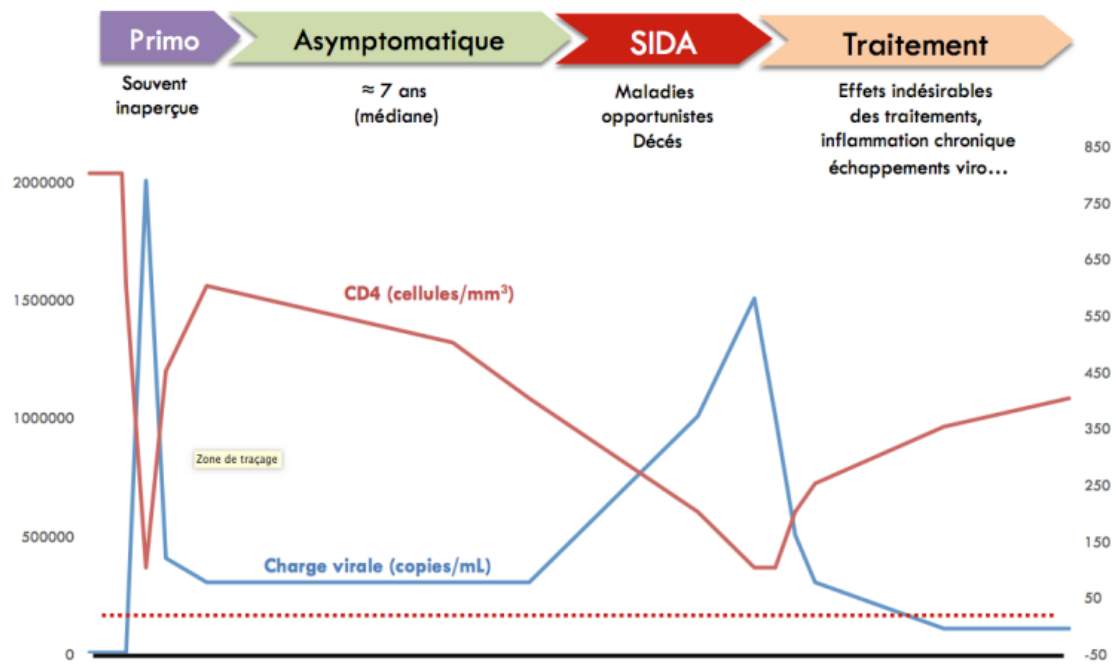 Primo
Asymptomatique
SIDA
Traitement
Souvent
inaperçue
≈ 7 ans
(médiane)
Maladies
opportunistes
Décés
Effets indésirables
des traitements,
inflammation chronique
échappements viro…
2000000
1500000
1000000
500000
0
CD4 (cellules/mm³)
Zone de traçage
Charge virale (copies/mL)
850
750
650
550
450
350
250
150
50
-50